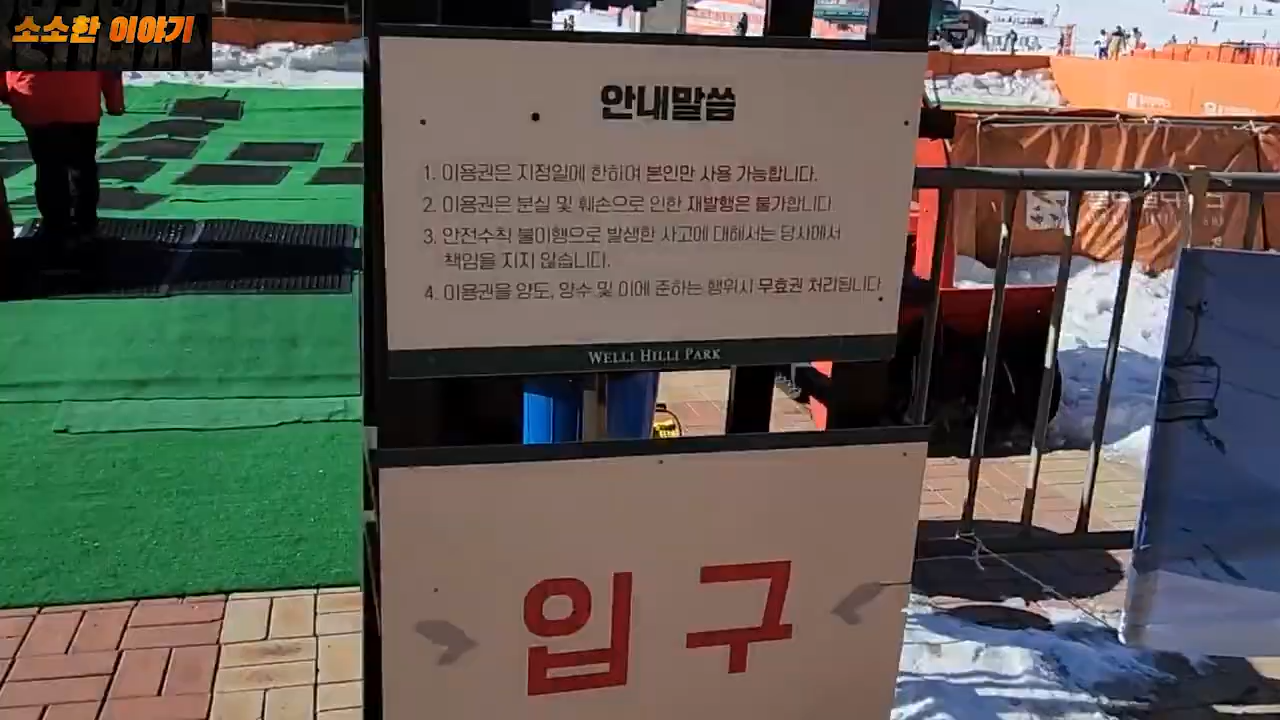 소소한 이야기
안내말씀
1. 이용권은 지정일에 한하여 본인만 사용 가능합니다.
2. 이용권은 분실 및 훼손으로 인한 재발행은 불가합니다.
3. 안전수칙 불이행으로 발생한 사고에 대해서는 당사에서
책임을 지지 않습니다.
4. 이용권을 양도, 양수 및 이에 준하는 행위시 무효권 처리됩니다.
WELLI HILLI PARK
입구